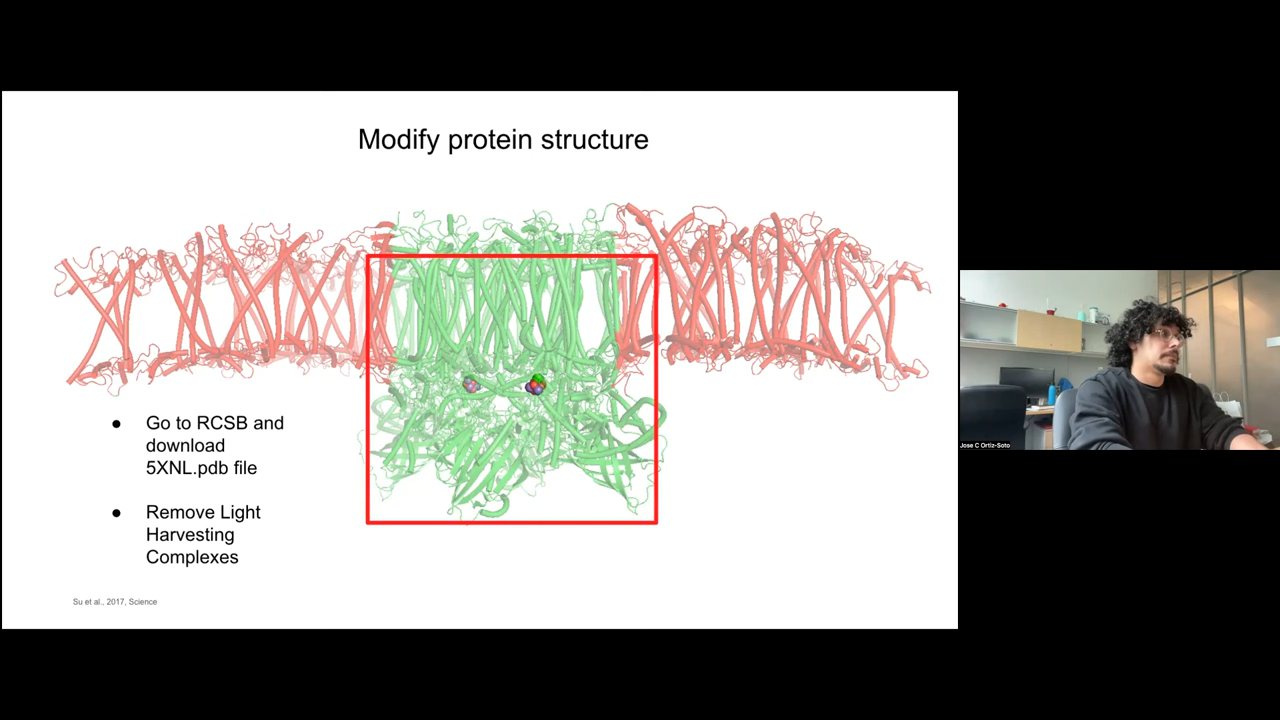 Modify protein structure
● Go to RCSB and
download
5XNL.pdb file
● Remove Light
Harvesting
Complexes
Su et al., 2017, Science
Jose C Ortiz-Soto